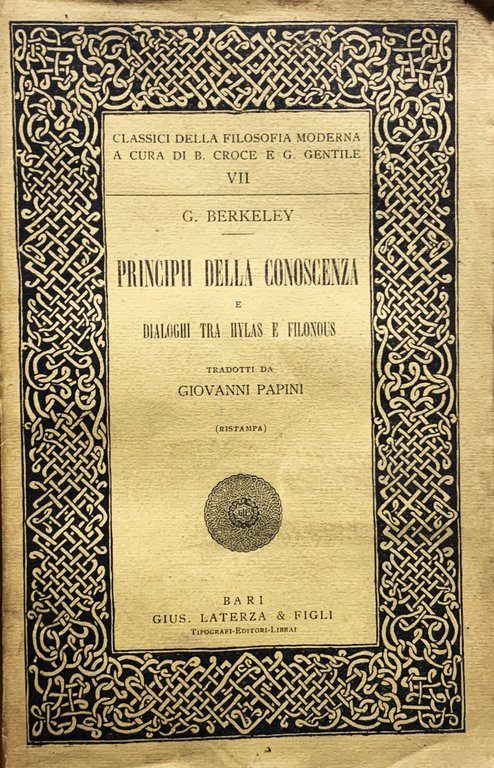 CLASSICI DELLA FILOSOFIA MODERNA
A CURA DI B. CROCE E G. GENTILE
VII
G. BERKELEY
PRINCIPII DELLA CONOSCENZA
E
DIALOGHI TRA HYLAS E FILONOUS
TRADOTTI DA
GIOVANNI PAPINI
(RISTAMPA)
BARI
GIUS. LATERZA & FIGLI
TIPOGRAFI-EDITORI-LIBRAI